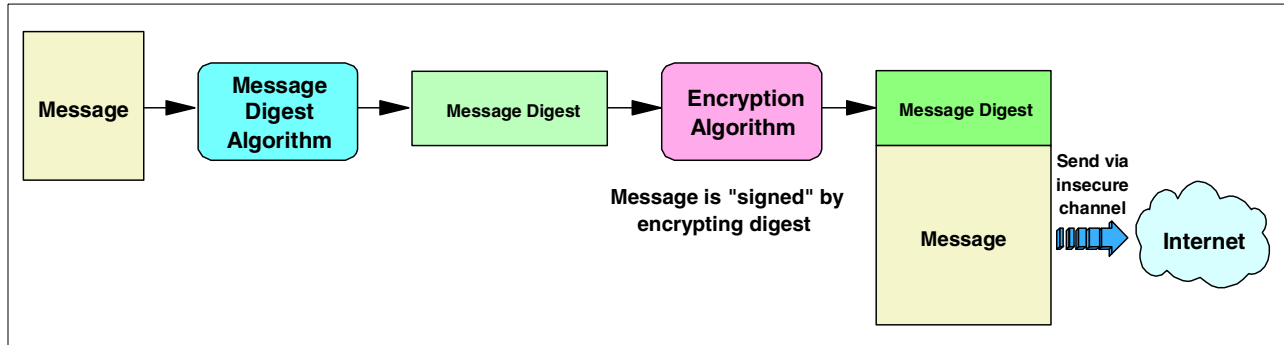 Message
Message
Digest
Algorithm
Message Digest
Encryption
Algorithm
Message is "signed" by
encrypting digest
Message Digest
Message
Send via
insecure
channel
Internet